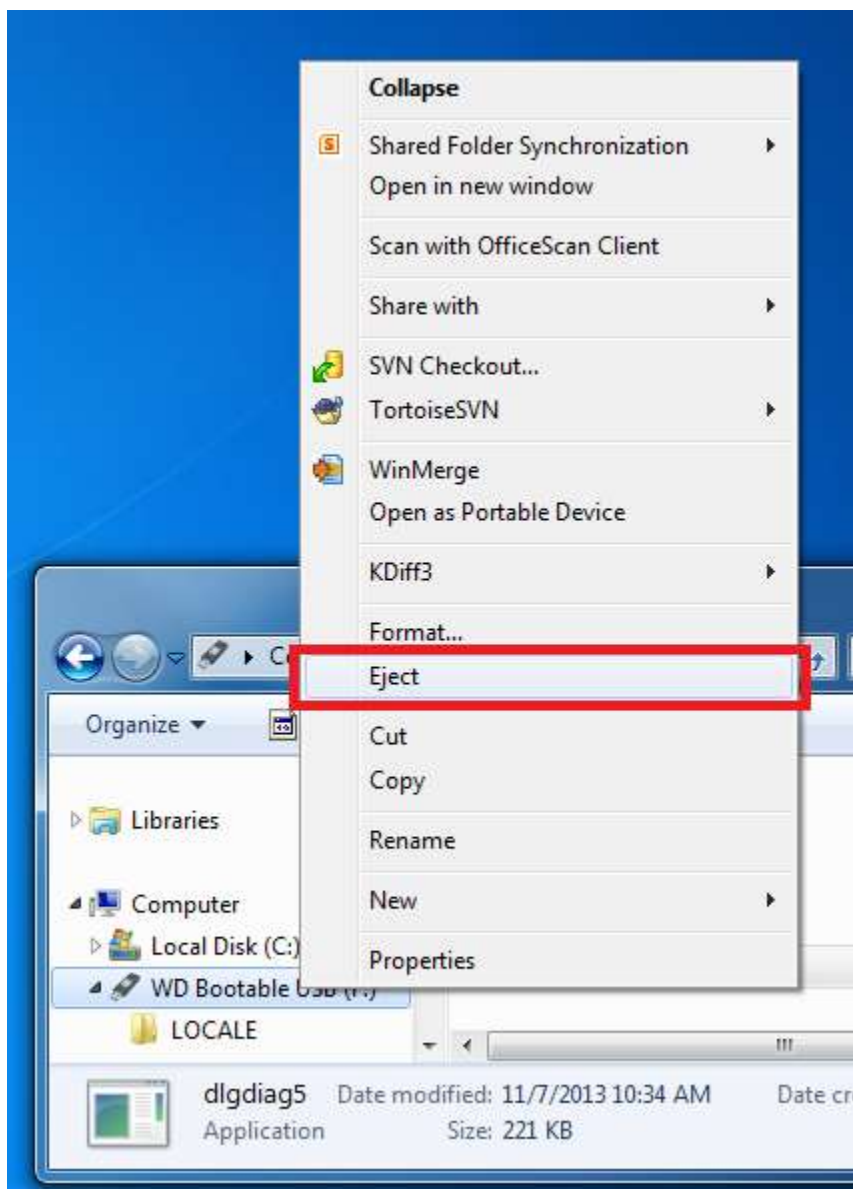 Collapse
Shared Folder Synchronization
Open in new window
Scan with OfficeScan Client
Share with
SVN Checkout...
TortoiseSVN
WinMerge
Open as Portable Device
KDiff3
Format...
Eject
Cut
Copy
Rename
New
Properties
Organize
Libraries
Computer
Local Disk (C:)
WD Bootable USB
LOCALE
dlgdiag5 Date modified: 11/7/2013 10:34 AM Date
Application Size: 221 KB